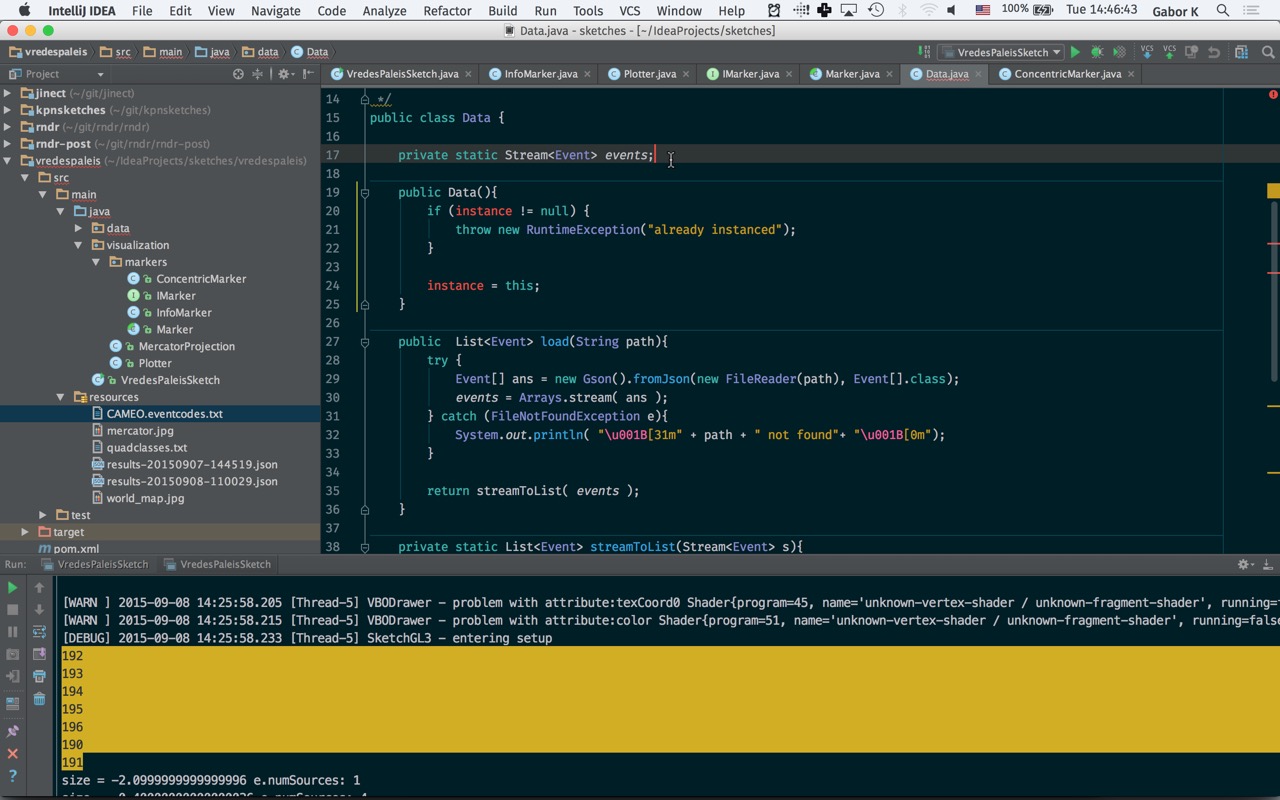 IntelliJ IDEA File Edit View Navigate Code Analyze Refactor Build Run Tools VCS Window Help 100% Tue 14:46:43 Gabor K
Data.java - sketches - [~/IdeaProjects/sketches]
vredespaleis src main java data Data VredesPaleisSketch VCS VCS
Project VredesPaleisSketch.java InfoMarker.java Plotter.java IMarker.java Marker.java Data.java ConcentricMarker.java
jinect (~/git/jinect)
kpnsketches (~/git/kpnsketches)
rndr (~/git/rndr/rndr)
rndr-post (~/git/rndr/rndr-post)
vredespaleis (~/IdeaProjects/sketches/vredespaleis)
src
main
java
data
visualization
markers
ConcentricMarker
IMarker
InfoMarker
Marker
MercatorProjection
Plotter
VredesPaleisSketch
resources
CAMEO.eventcodes.txt
mercator.jpg
quadclasses.txt
results-20150907-144519.json
results-20150908-110029.json
world_map.jpg
test
target
pom.xml
14 */
15 public class Data {
16
17 private static Stream<Event> events;
18
19 public Data(){
20 if (instance != null) {
21 throw new RuntimeException("already instanced");
22 }
23
24 instance = this;
25 }
26
27 public  List<Event> load(String path){
28 try {
29 Event[] ans = new Gson().fromJson(new FileReader(path), Event[].class);
30 events = Arrays.stream( ans );
31 } catch (FileNotFoundException e){
32 System.out.println( "\u001B[31m" + path + " not found"+ "\u001B[0m");
33 }
34
35 return streamToList( events );
36 }
37
38 private static List<Event> streamToList(Stream<Event> s){
Run: VredesPaleisSketch VredesPaleisSketch
[WARN ] 2015-09-08 14:25:58.205 [Thread-5] VBODrawer - problem with attribute:texCoord0 Shader{program=45, name='unknown-vertex-shader / unknown-fragment-shader', running=
[WARN ] 2015-09-08 14:25:58.215 [Thread-5] VBODrawer - problem with attribute:color Shader{program=51, name='unknown-vertex-shader / unknown-fragment-shader', running=false
[DEBUG] 2015-09-08 14:25:58.233 [Thread-5] SketchGL3 - entering setup
192
193
194
195
196
190
191
size = -2.0999999999999996 e.numSources: 1